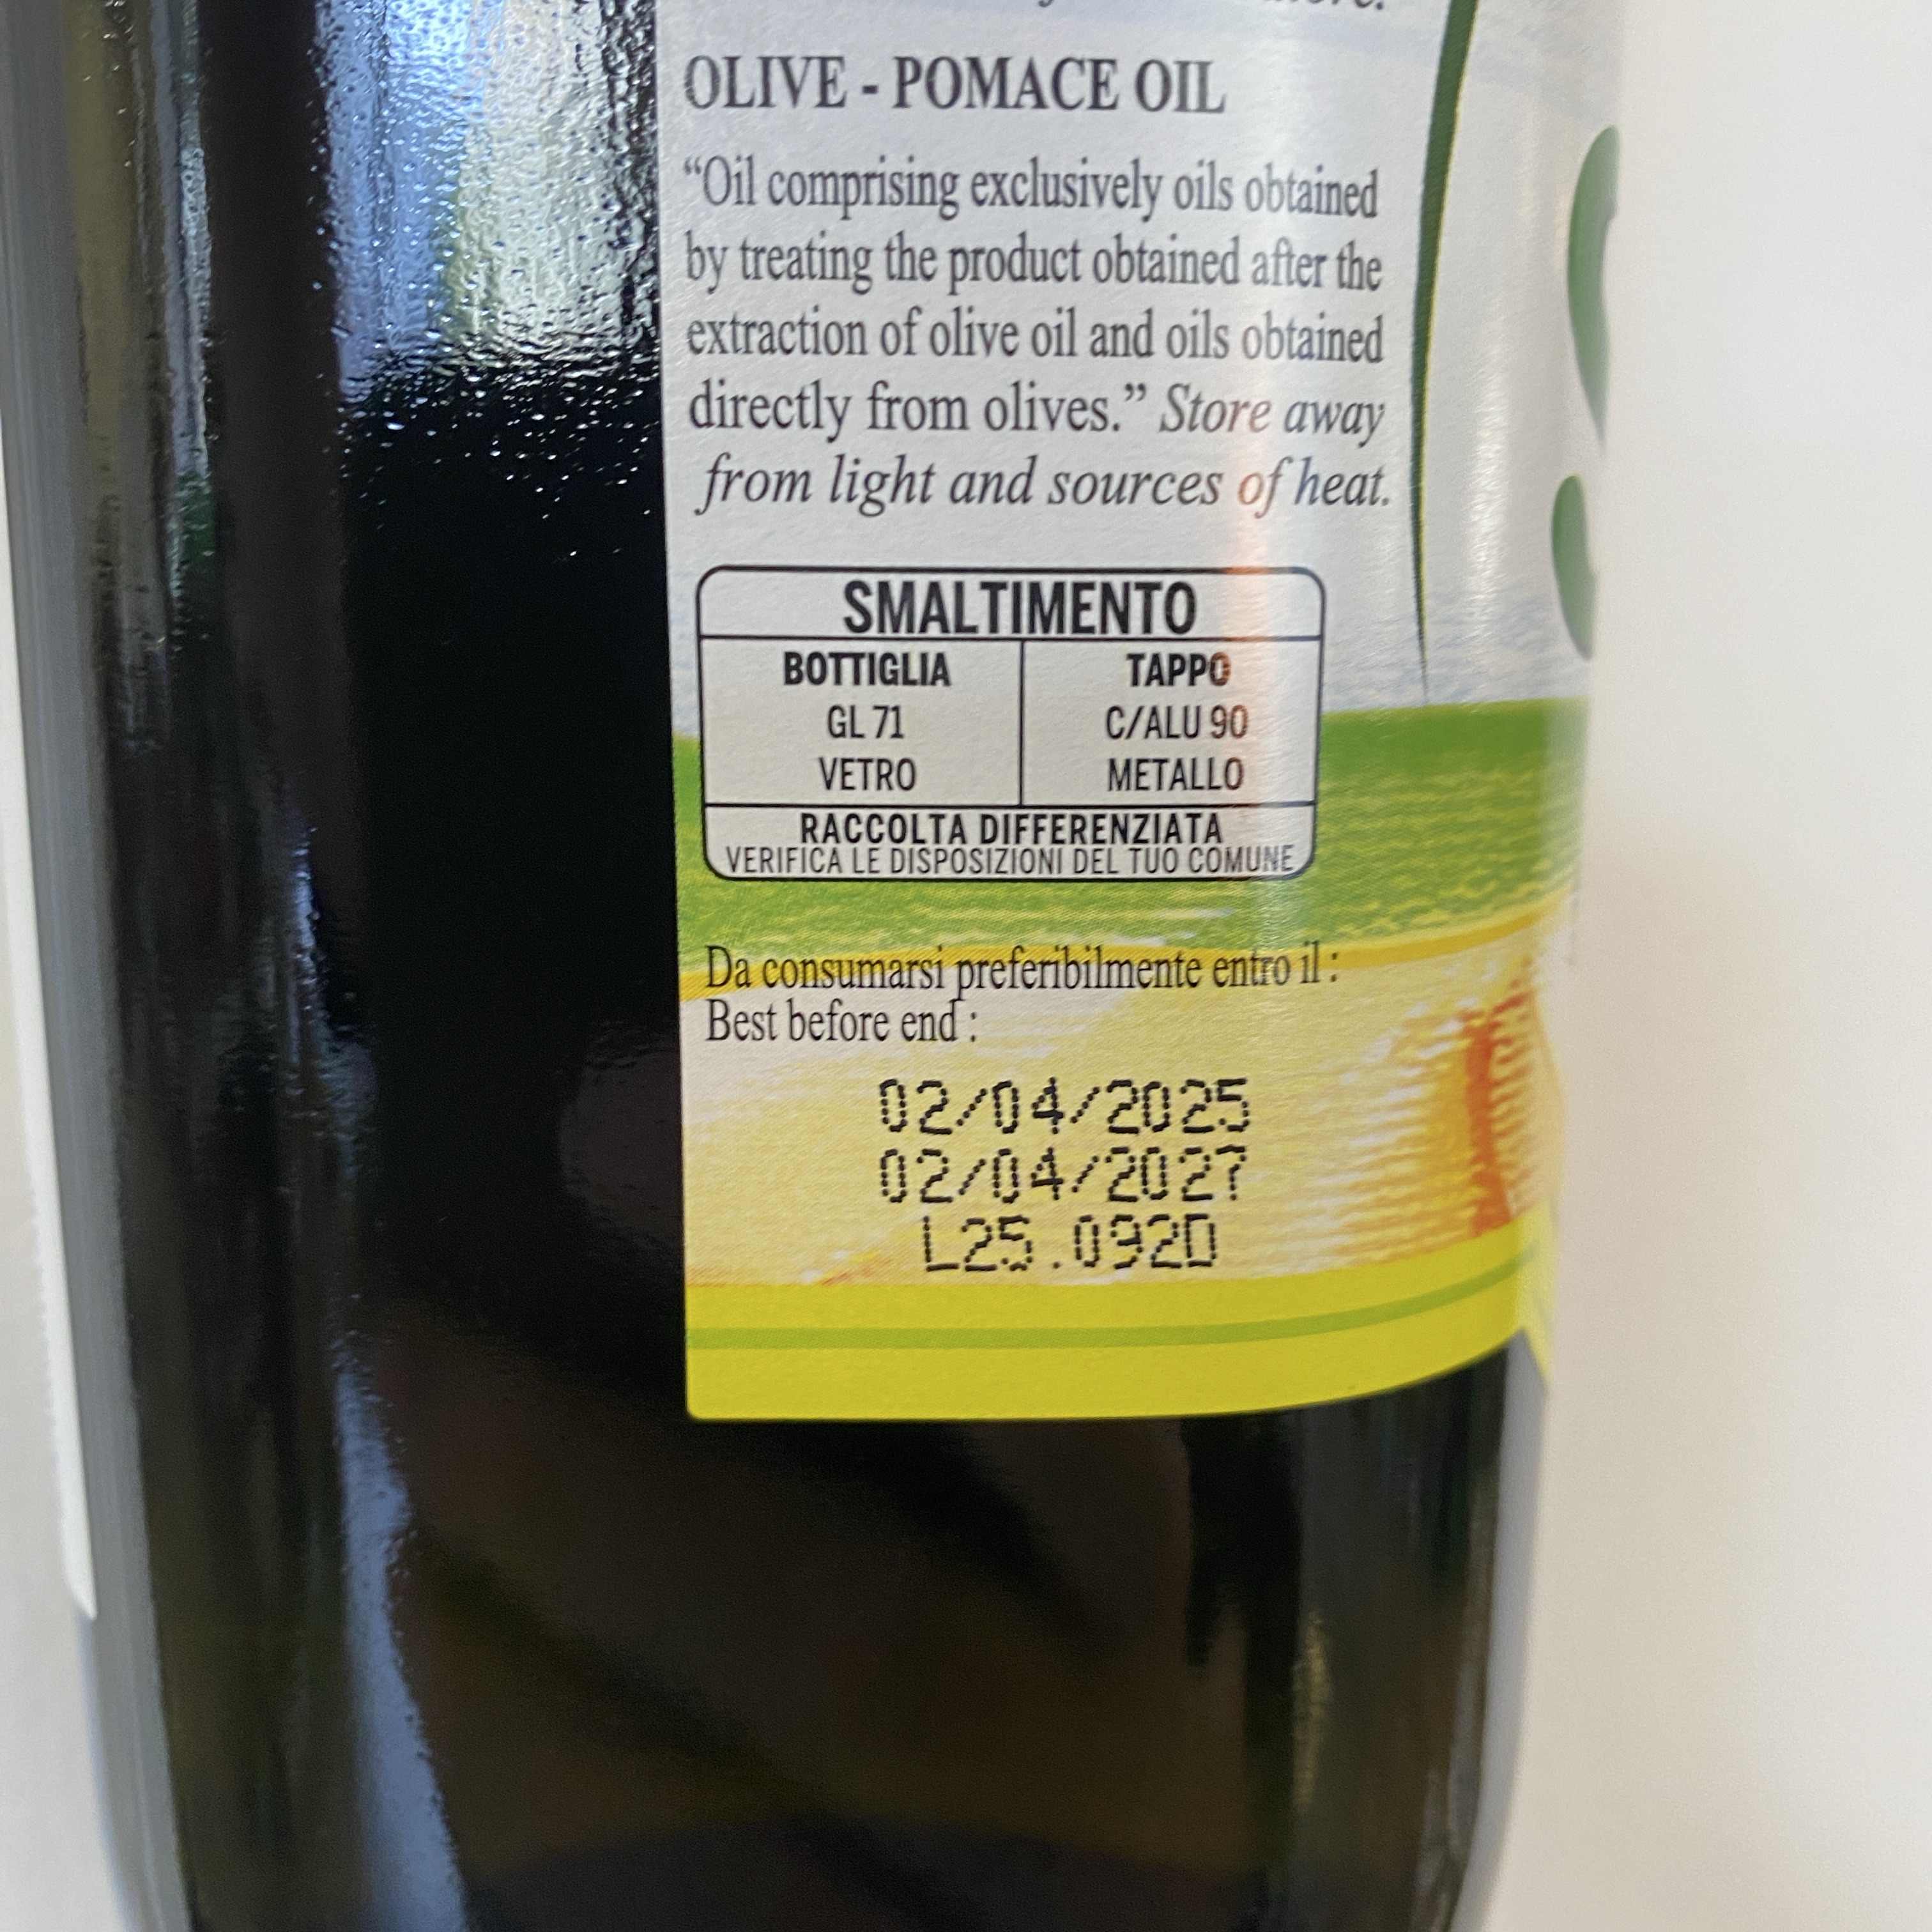 OLIVE - POMACE OIL
“Oil comprising exclusively oils obtained
by treating the product obtained after the
extraction of olive oil and oils obtained
directly from olives.” Store away
from light and sources of heat.
SMALTIMENTO
BOTTIGLIA TAPPO
GL 71 C/ALU 90
VETRO METALLO
RACCOLTA DIFFERENZIATA
VERIFICA LE DISPOSIZIONI DEL TUO COMUNE
Da consumarsi preferibilmente entro il :
Best before end :
02/04/2025
02/04/2027
L25.092D